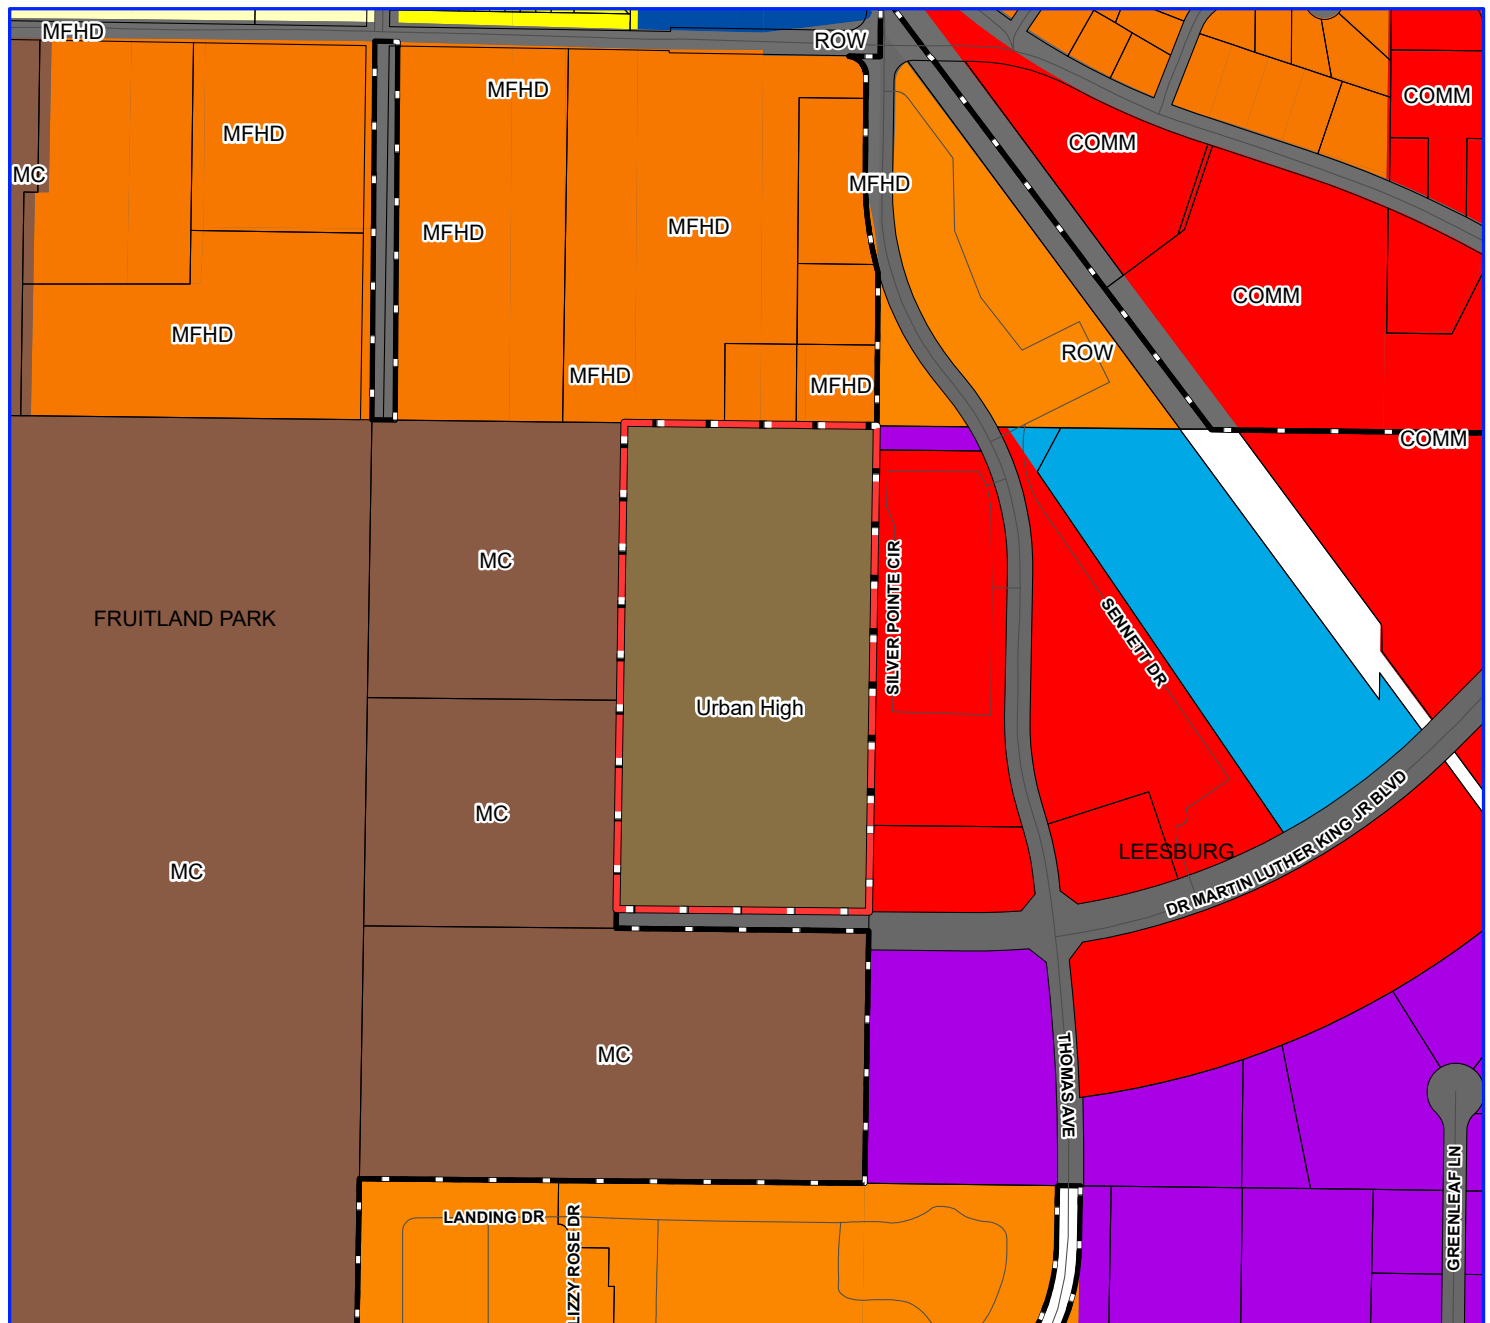 MFHD
ROW
MFHD
COMM
MFHD
COMM
MC
MFHD
MFHD
MFHD
COMM
MFHD
ROW
MFHD
MFHD
COMM
MC
SILVER POINTE CIR
FRUITLAND PARK
SENNETT DR
Urban High
MC
LEESBURG
DR MARTIN LUTHER KING JR BLVD
MC
MC
THOMAS AVE
GREENLEAF LN
LANDING DR
LIZZY ROSE DR